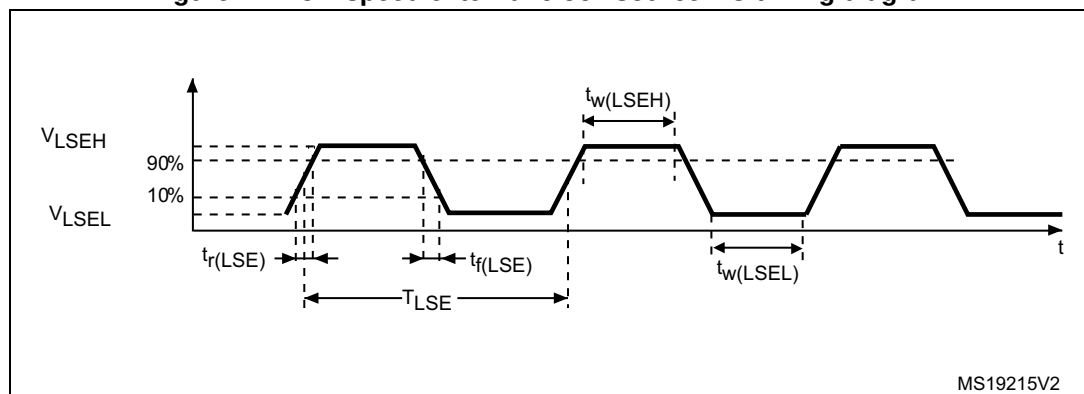 tw(LSEH)
VLSEH
90%
10%
VLSEL
tr(LSE)
tf(LSE)
tw(LSEL)
t
TLSE
MS19215V2